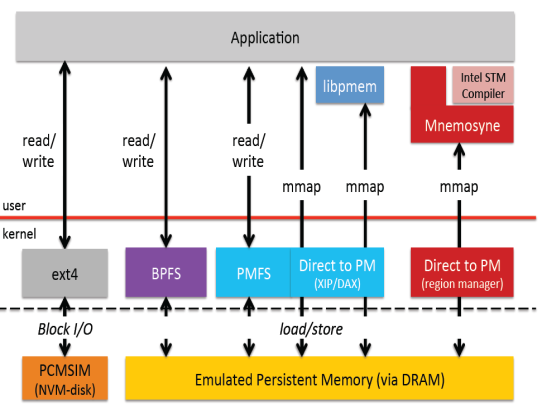 Application
libpmem
Intel STM
Compiler
Mnemosyne
read/
write
read/
write
read/
write
mmap
mmap
mmap
user
kernel
ext4
BPFS
PMFS
Direct to PM
(XIP/DAX)
Direct to PM
(region manager)
Block I/O
load/store
PCMSIM
(NVM-disk)
Emulated Persistent Memory (via DRAM)